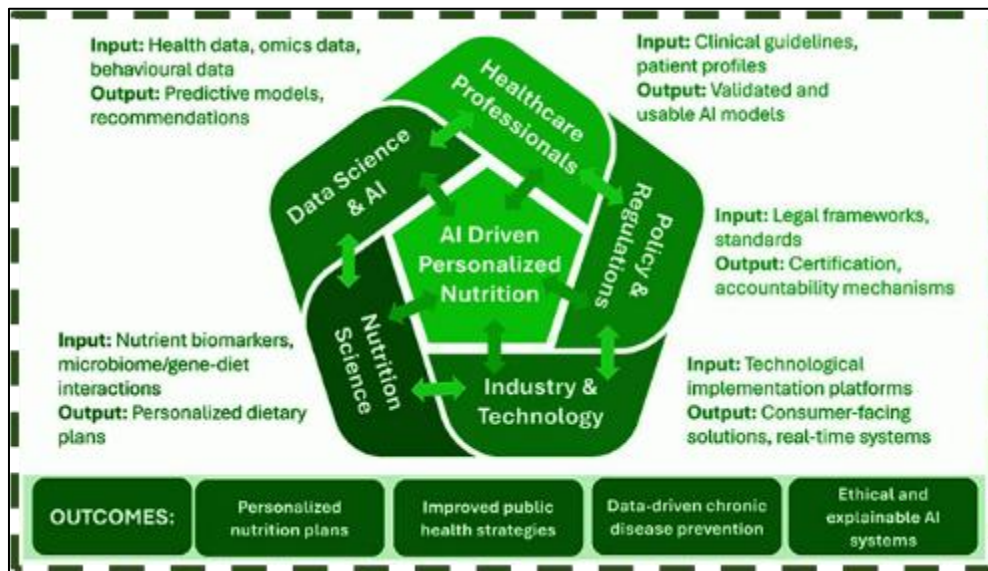 Input: Health data, omics data,
behavioural data
Output: Predictive models,
recommendations
Input: Clinical guidelines,
patient profiles
Output: Validated and
usable AI models
Healthcare
Professionals
Data Science
& AI
Policy &
Regulations
AI Driven
Personalized
Nutrition
Input: Legal frameworks,
standards
Output: Certification,
accountability mechanisms
Input: Nutrient biomarkers,
microbiome/gene-diet
interactions
Output: Personalized dietary
plans
Nutrition
Science
Industry &
Technology
Input: Technological
implementation platforms
Output: Consumer-facing
solutions, real-time systems
OUTCOMES:
Personalized
nutrition plans
Improved public
health strategies
Data-driven chronic
disease prevention
Ethical and
explainable AI
systems